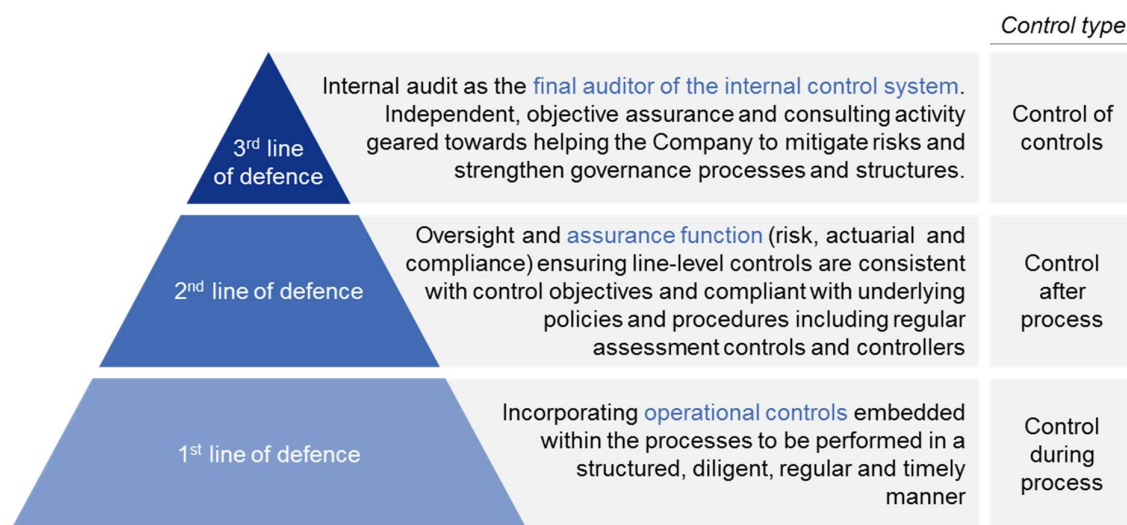 Control type
3rd line
of defence
Internal audit as the final auditor of the internal control system.
Independent, objective assurance and consulting activity
geared towards helping the Company to mitigate risks and
strengthen governance processes and structures.
Control of
controls
2nd line of defence
Oversight and assurance function (risk, actuarial and
compliance) ensuring line-level controls are consistent
with control objectives and compliant with underlying
policies and procedures including regular
assessment controls and controllers
Control
after
process
1st line of defence
Incorporating operational controls embedded
within the processes to be performed in a
structured, diligent, regular and timely
manner
Control
during
process